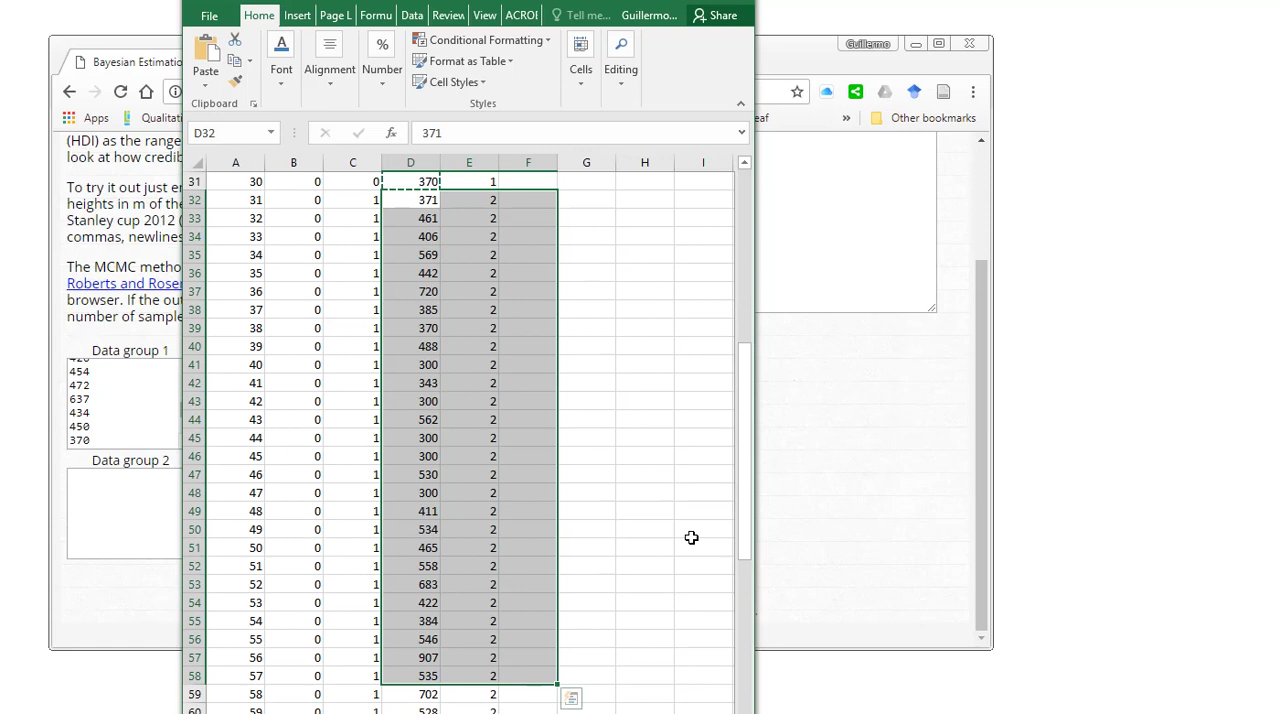 File Home Insert Page L Formu Data Review View ACROI Tell me... Guillermo... Share
Guillermo
Bayesian Estimatio
Paste Font Alignment Number Conditional Formatting Format as Table Cell Styles Cells Editing
Clipboard Styles
Apps Qualitat eaf » Other bookmarks
D32 fx 371
(HDI) as the range
look at how credib
To try it out just en
heights in m of the
Stanley cup 2012 (
commas, newlines
The MCMC metho
Roberts and Roser
browser. If the out
number of sample
Data group 1
454
472
637
434
450
370
Data group 2
A B C D E F G H I
31 30 0 0 370 1
32 31 0 1 371 2
33 32 0 1 461 2
34 33 0 1 406 2
35 34 0 1 569 2
36 35 0 1 442 2
37 36 0 1 720 2
38 37 0 1 385 2
39 38 0 1 370 2
40 39 0 1 488 2
41 40 0 1 300 2
42 41 0 1 343 2
43 42 0 1 300 2
44 43 0 1 562 2
45 44 0 1 300 2
46 45 0 1 300 2
47 46 0 1 530 2
48 47 0 1 300 2
49 48 0 1 411 2
50 49 0 1 534 2
51 50 0 1 465 2
52 51 0 1 558 2
53 52 0 1 683 2
54 53 0 1 422 2
55 54 0 1 384 2
56 55 0 1 546 2
57 56 0 1 907 2
58 57 0 1 535 2
59 58 0 1 702 2
60 59 0 1 528 2